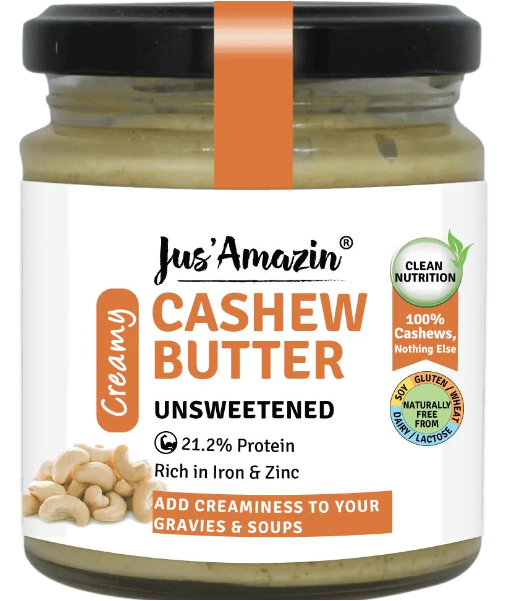 Jus'Amazin®
Creamy
CASHEW
BUTTER
UNSWEETENED
21.2% Protein
Rich in Iron & Zinc
ADD CREAMINESS TO YOUR
GRAVIES & SOUPS
CLEAN
NUTRITION
100%
Cashews,
Nothing Else
SOY GLUTEN/WHEAT
NATURALLY
FREE
FROM
DAIRY/LACTOSE